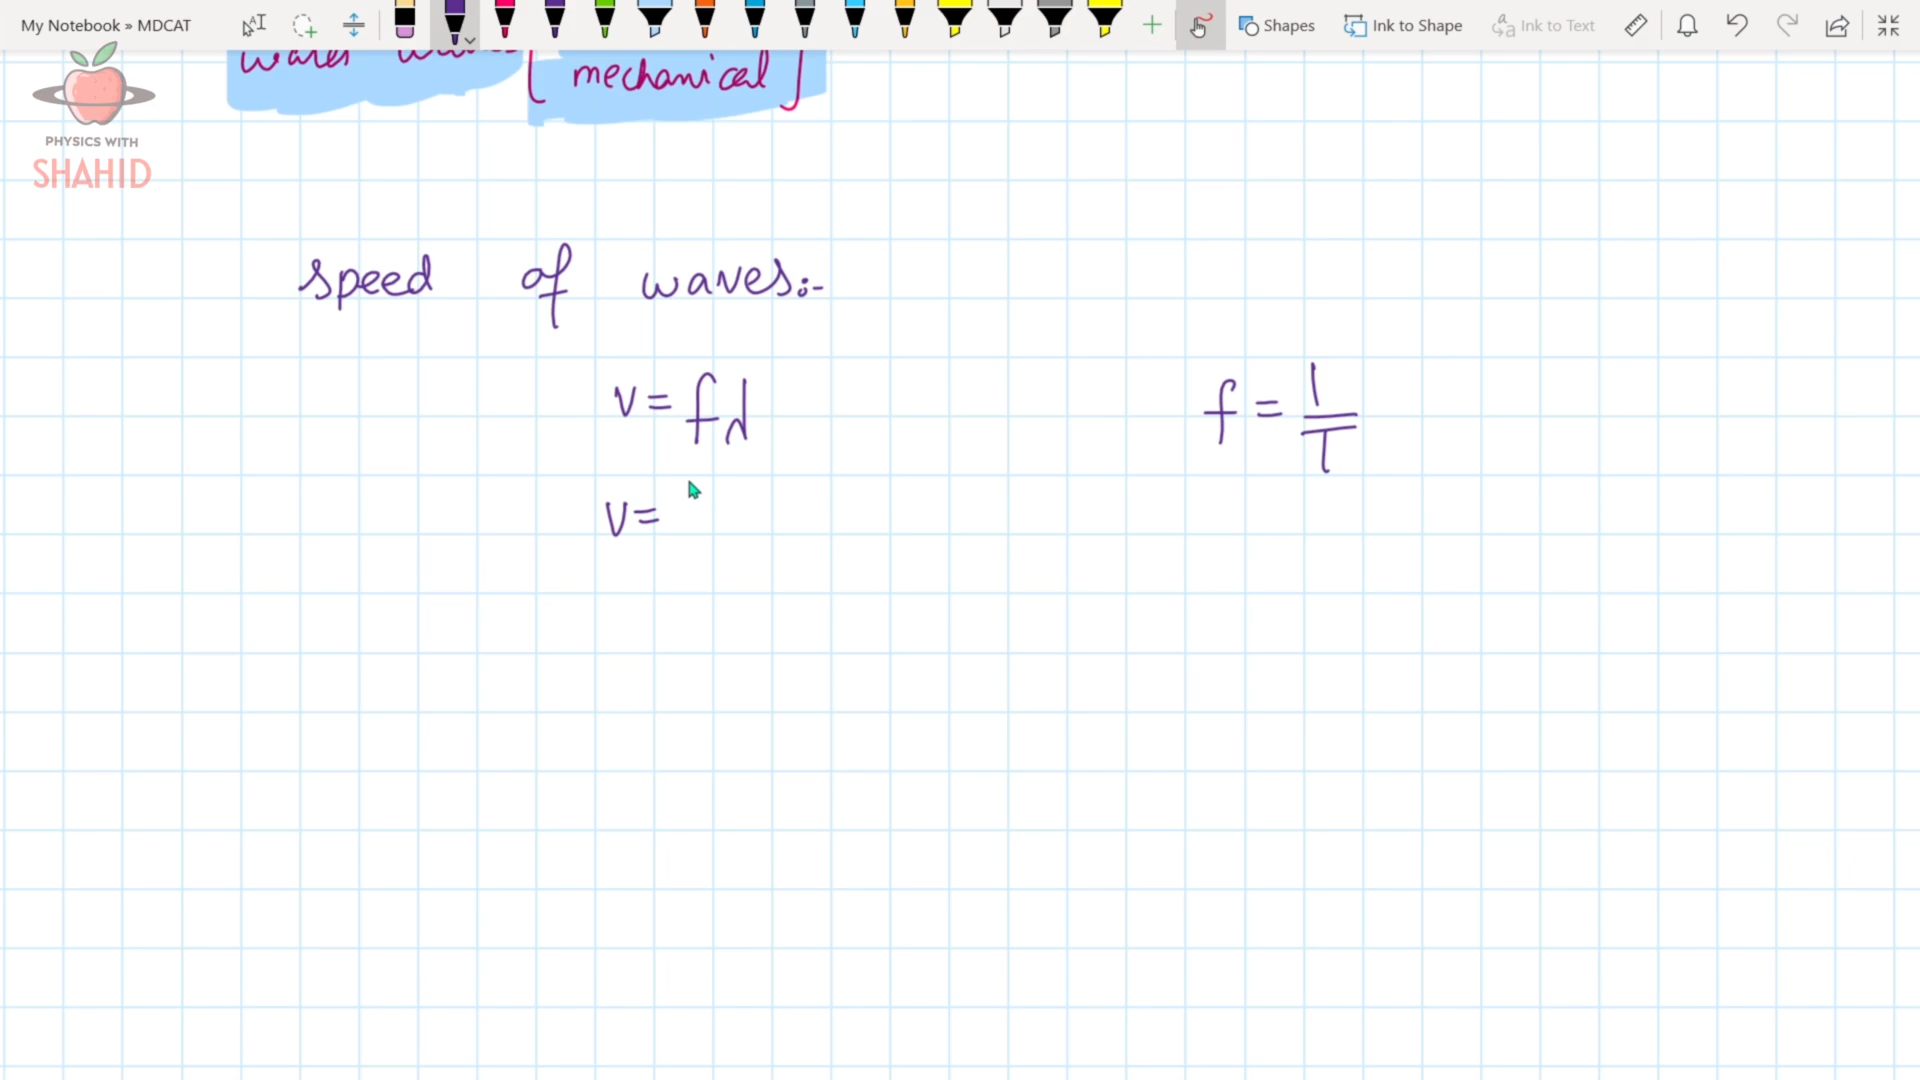 My Notebook » MDCAT
Shapes
Ink to Shape
Ink to Text
mechanical]
PHYSICS WITH
SHAHID
speed of waves:-
v = fλ
f = 1/T
v =